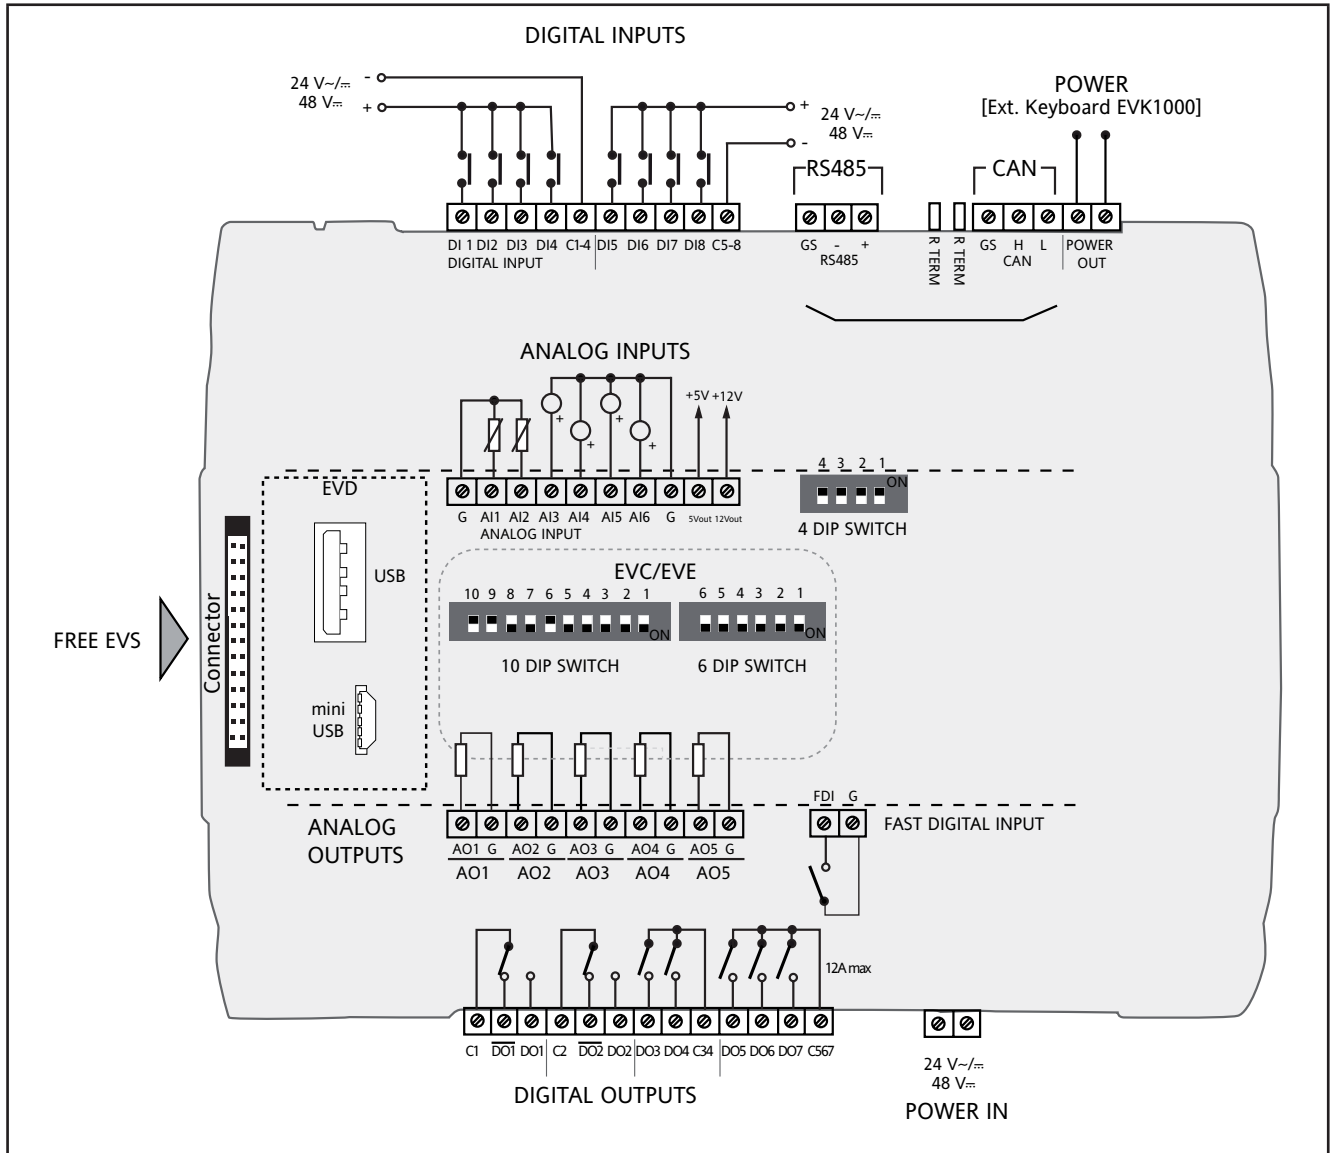 DIGITAL INPUTS
24 V~/⎓
48 V⎓
-
+
+
-
24 V~/⎓
48 V⎓
POWER
[Ext. Keyboard EVK1000]
RS485
CAN
DI 1 DI2 DI3 DI4 C1-4 DI5 DI6 DI7 DI8 C5-8
DIGITAL INPUT
GS - +
RS485
R TERM
R TERM
GS H L
CAN
POWER
OUT
ANALOG INPUTS
+
+
+
+
+5V +12V
G AI1 AI2 AI3 AI4 AI5 AI6 G 5Vout 12Vout
ANALOG INPUT
4 3 2 1
ON
4 DIP SWITCH
EVD
USB
mini
USB
Connector
FREE EVS
EVC/EVE
10 9 8 7 6 5 4 3 2 1
ON
10 DIP SWITCH
6 5 4 3 2 1
ON
6 DIP SWITCH
ANALOG
OUTPUTS
AO1 G AO2 G AO3 G AO4 G AO5 G
AO1 AO2 AO3 AO4 AO5
FDI G
FAST DIGITAL INPUT
12A max
C1 D̅O̅1̅ DO1 C2 D̅O̅2̅ DO2 DO3 DO4 C34 DO5 DO6 DO7 C567
DIGITAL OUTPUTS
24 V~/⎓
48 V⎓
POWER IN